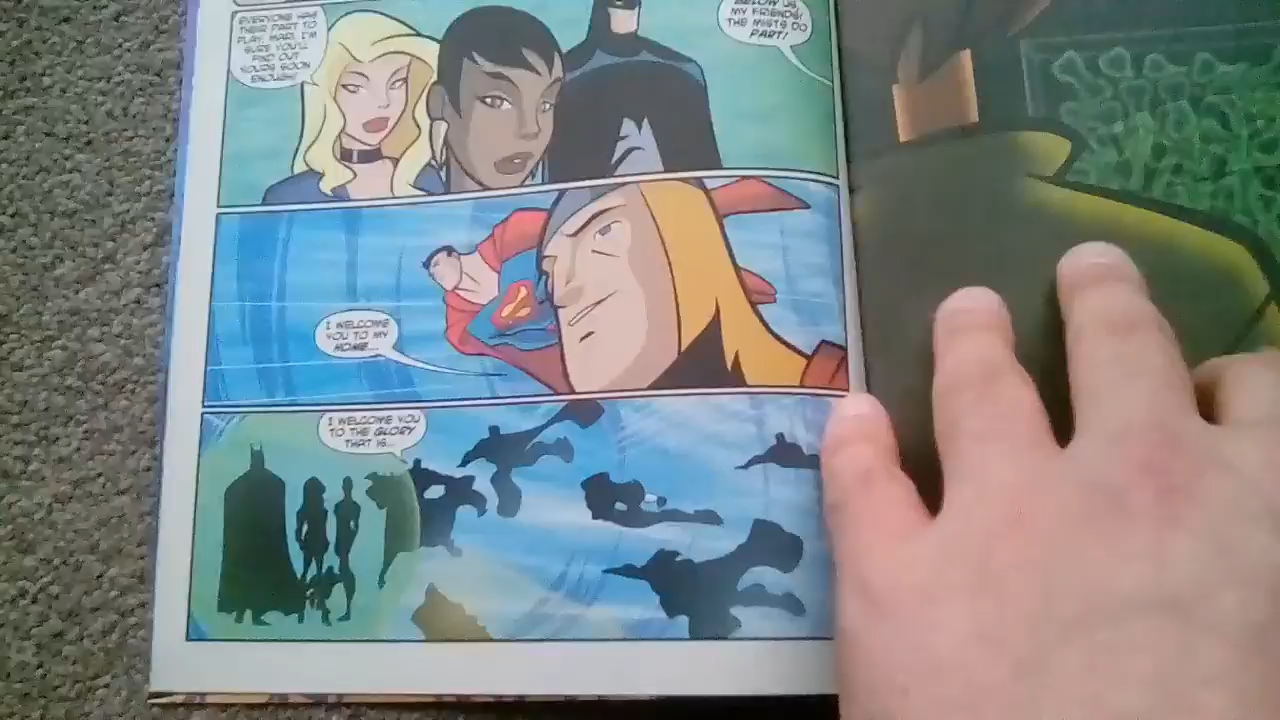 EVERYONE HAS
THEIR PART TO
PLAY, MARI. I'M
SURE YOU'LL
FIND OUT
YOURS SOON
ENOUGH!
BELOW US,
MY FRIENDS!
THE MISTS DO
PART!
I WELCOME
YOU TO MY
HOME...
I WELCOME YOU
TO THE GLORY
THAT IS...